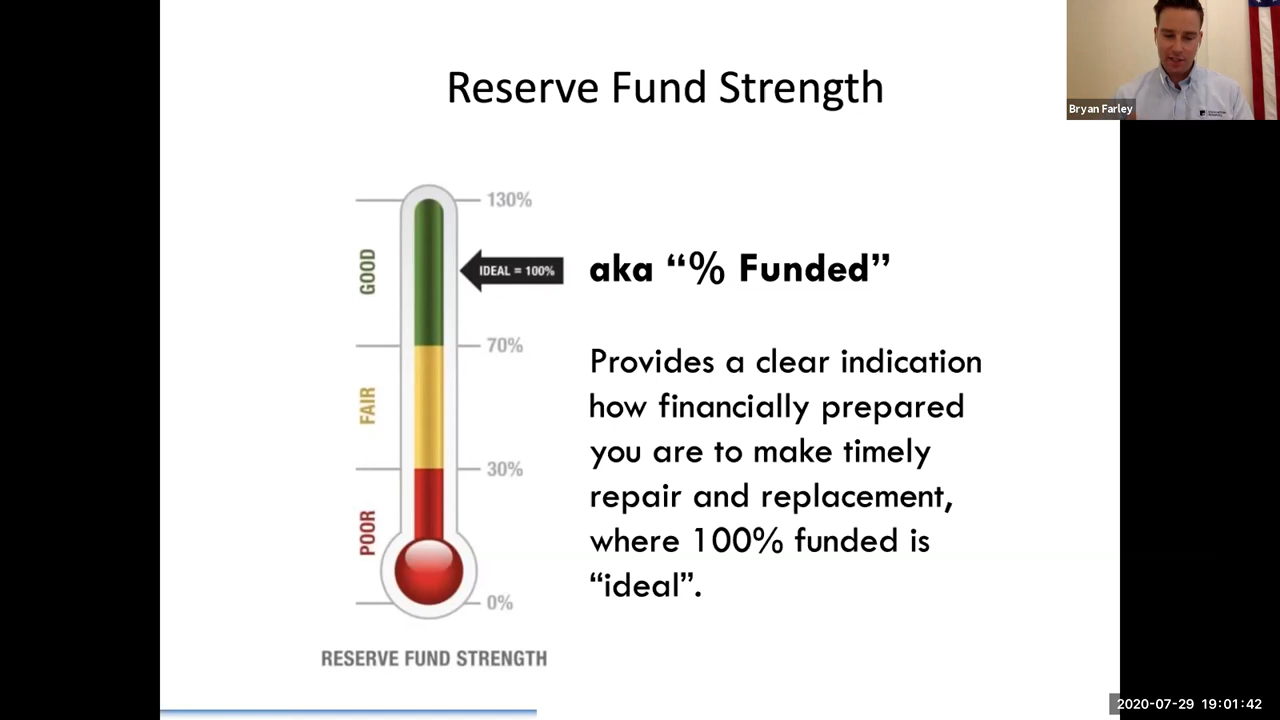 Reserve Fund Strength
Bryan Farley
130%
GOOD
IDEAL = 100%
aka “% Funded”
70%
Provides a clear indication
how financially prepared
you are to make timely
repair and replacement,
where 100% funded is
“ideal”.
FAIR
30%
POOR
0%
RESERVE FUND STRENGTH
2020-07-29 19:01:42